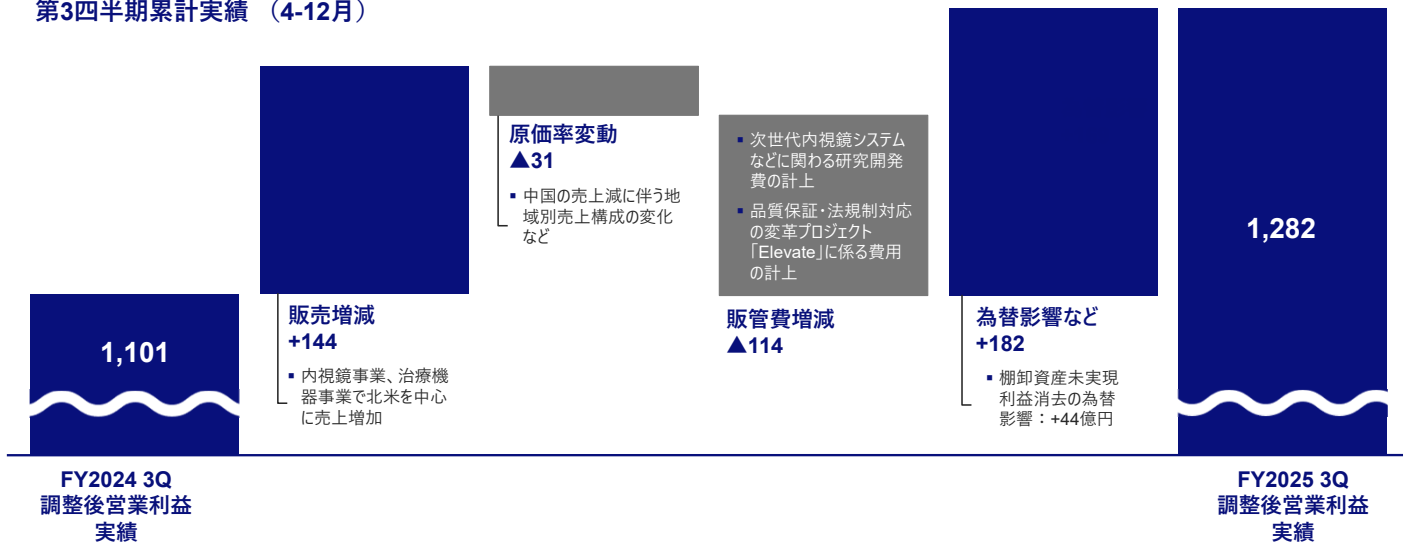 第3四半期累計実績 （4-12月）
1,101
FY2024 3Q
調整後営業利益
実績
販売増減
+144
▪ 内視鏡事業、治療機
器事業で北米を中心
に売上増加
原価率変動
▲31
▪ 中国の売上減に伴う地
域別売上構成の変化
など
▪ 次世代内視鏡システム
などに関わる研究開発
費の計上
▪ 品質保証・法規制対応
の変革プロジェクト
「Elevate」に係る費用
の計上
販管費増減
▲114
為替影響など
+182
▪ 棚卸資産未実現
利益消去の為替
影響：+44億円
1,282
FY2025 3Q
調整後営業利益
実績